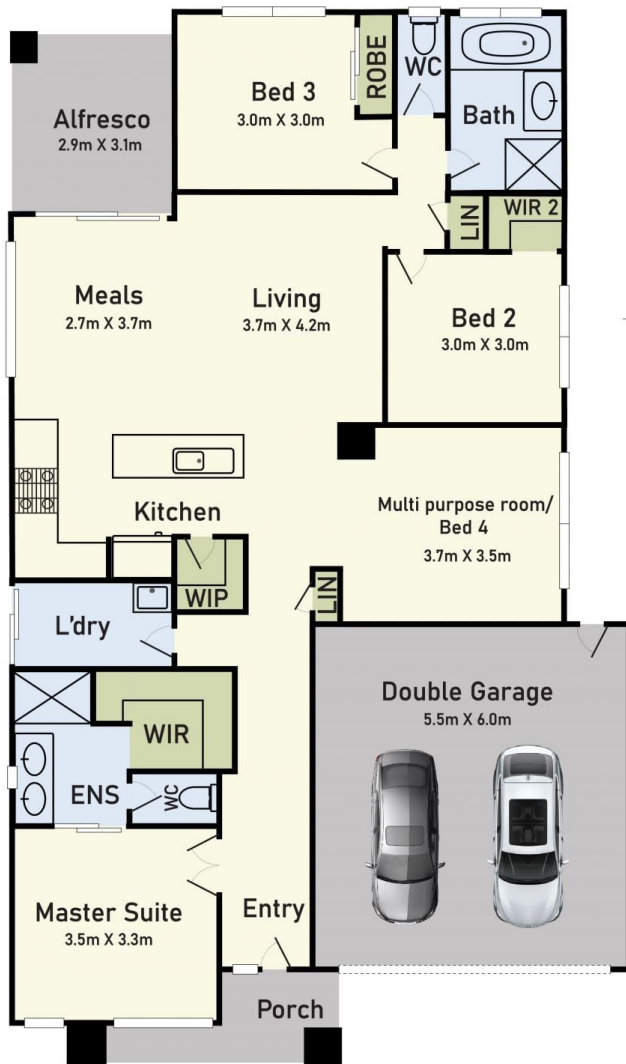 Bed 3
3.0m X 3.0m
ROBE
WC
Bath
Alfresco
2.9m X 3.1m
LIN
WIR 2
Meals
2.7m X 3.7m
Living
3.7m X 4.2m
Bed 2
3.0m X 3.0m
Kitchen
Multi purpose room/
Bed 4
3.7m X 3.5m
WIP
LIN
L'dry
Double Garage
5.5m X 6.0m
WIR
ENS
WC
Master Suite
3.5m X 3.3m
Entry
Porch